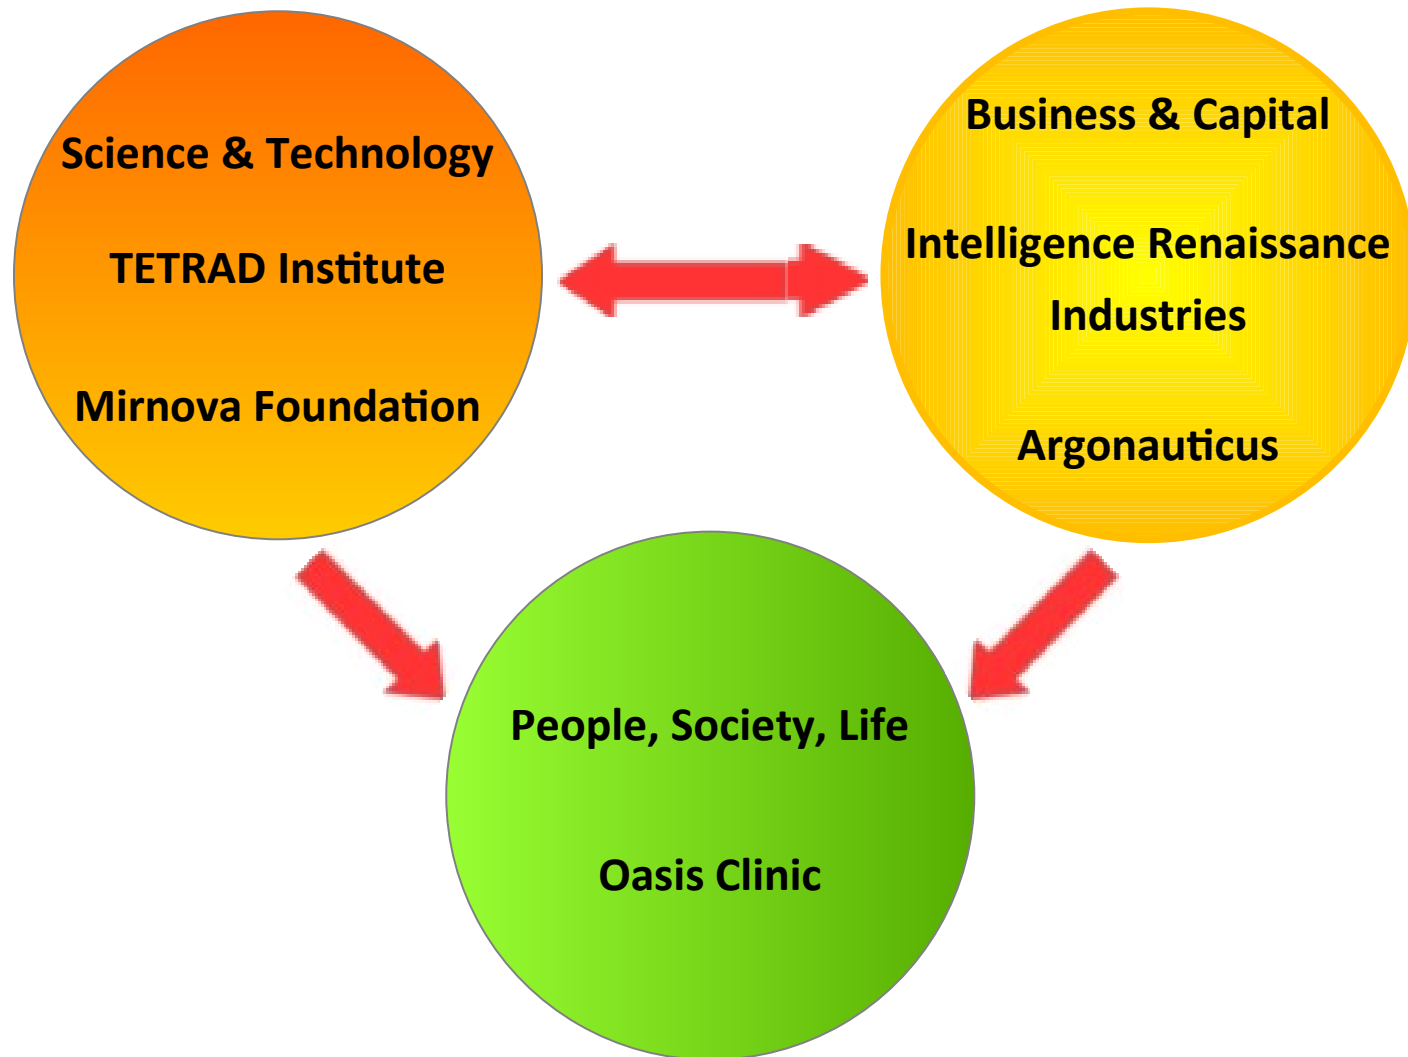 Science & Technology
TETRAD Institute
Mirnova Foundation
Business & Capital
Intelligence Renaissance
Industries
Argonauticus
People, Society, Life
Oasis Clinic